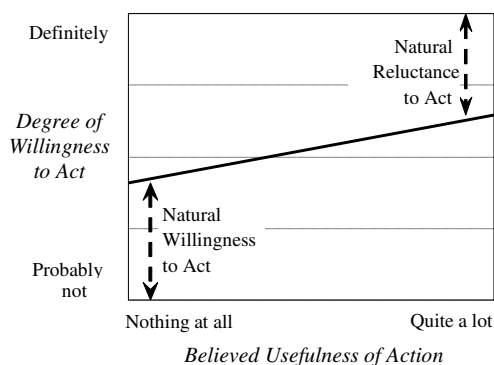 Definitely
Natural
Reluctance
to Act
Degree of
Willingness
to Act
Natural
Willingness
to Act
Probably
not
Nothing at all
Quite a lot
Believed Usefulness of Action